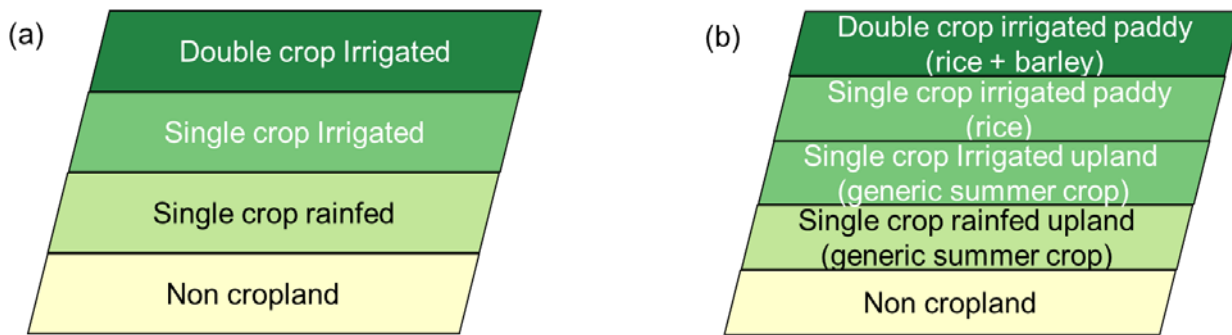 (a)
Double crop Irrigated
Single crop Irrigated
Single crop rainfed
Non cropland
(b)
Double crop irrigated paddy
(rice + barley)
Single crop irrigated paddy
(rice)
Single crop Irrigated upland
(generic summer crop)
Single crop rainfed upland
(generic summer crop)
Non cropland